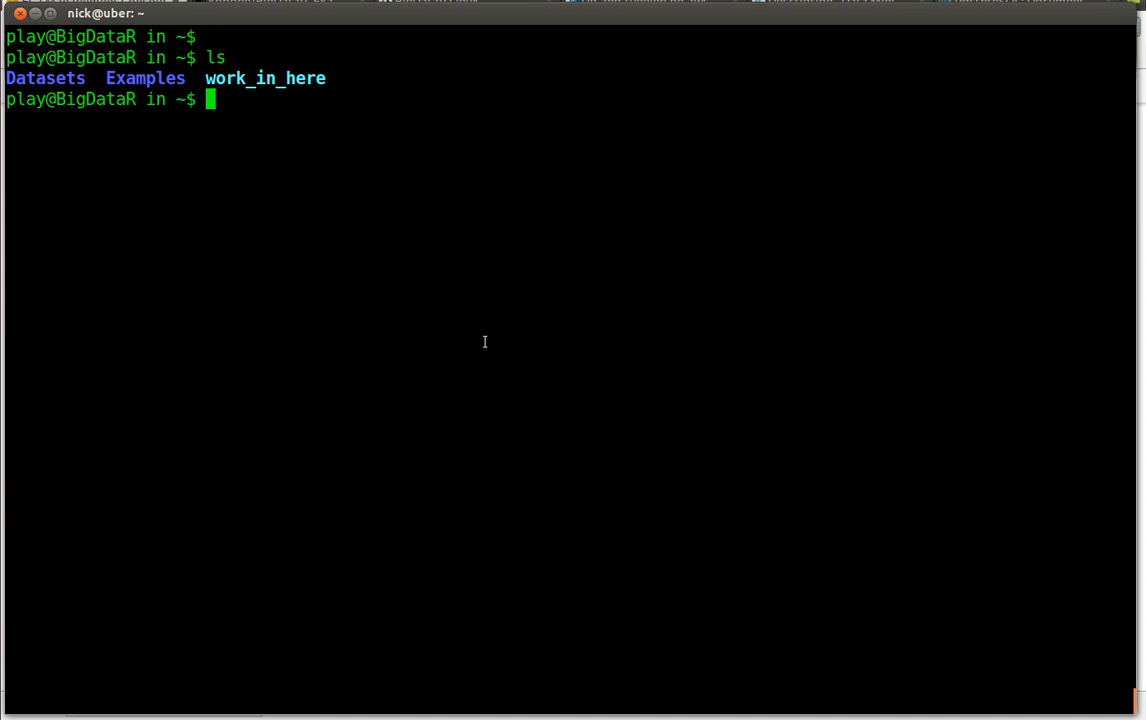 nick@uber: ~
play@BigDataR in ~$
play@BigDataR in ~$ ls
Datasets  Examples  work_in_here
play@BigDataR in ~$